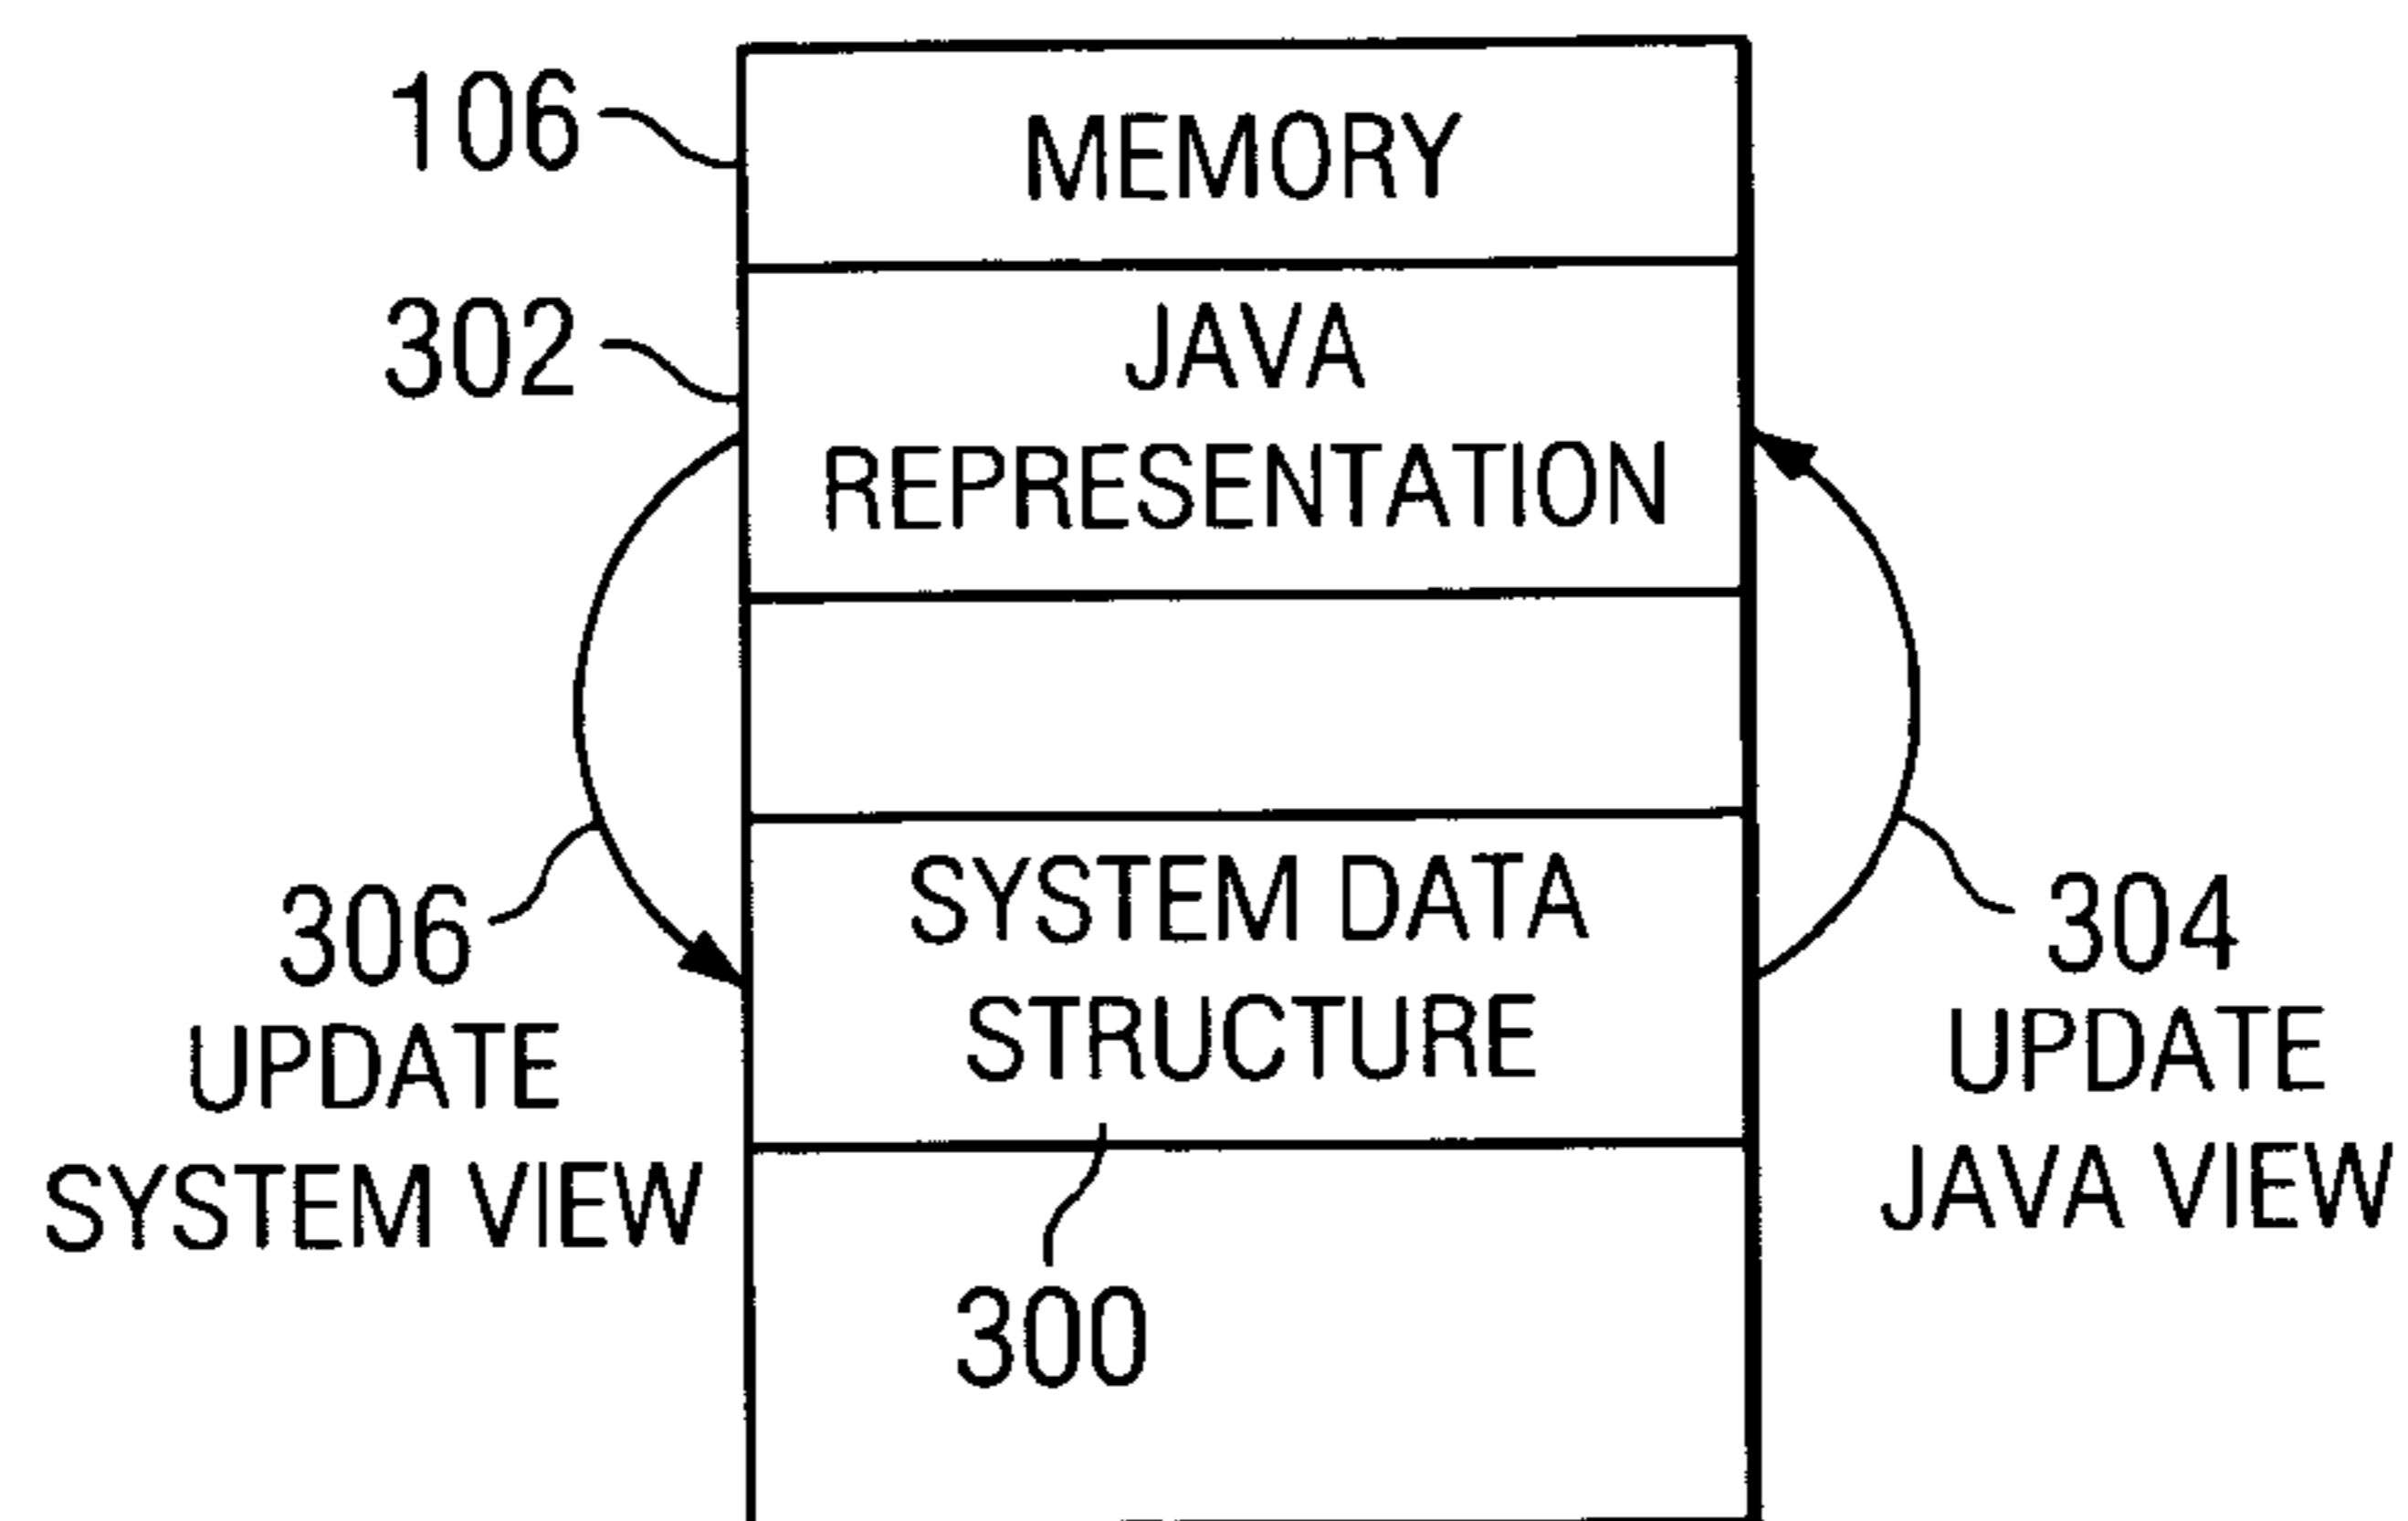 106
MEMORY
302
JAVA
REPRESENTATION
SYSTEM DATA
STRUCTURE
306
UPDATE
SYSTEM VIEW
304
UPDATE
JAVA VIEW
300